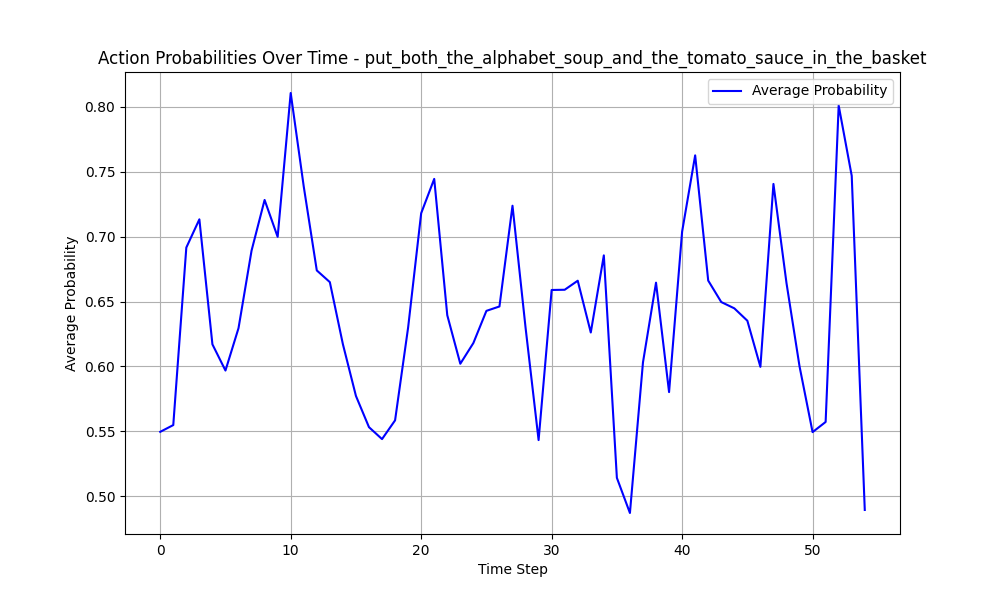 Action Probabilities Over Time - put_both_the_alphabet_soup_and_the_tomato_sauce_in_the_basket
Average Probability
0.80
0.75
0.70
0.65
0.60
0.55
0.50
Average Probability
0 10 20 30 40 50
Time Step